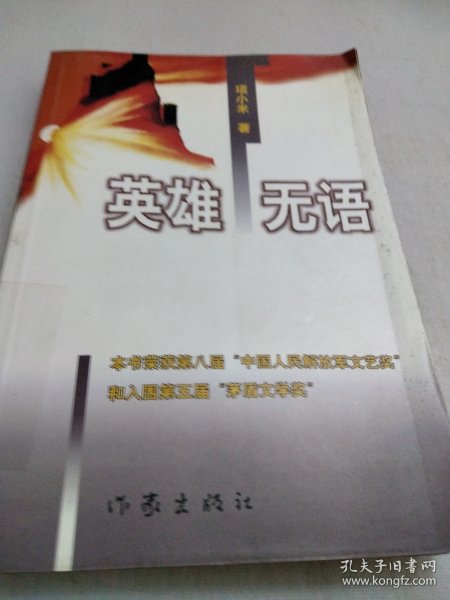 项小米 著
英雄无语
本书荣获第八届“中国人民解放军文艺奖”
和入围第五届“茅盾文学奖”
作家出版社
孔夫子旧书网
www.kongfz.com